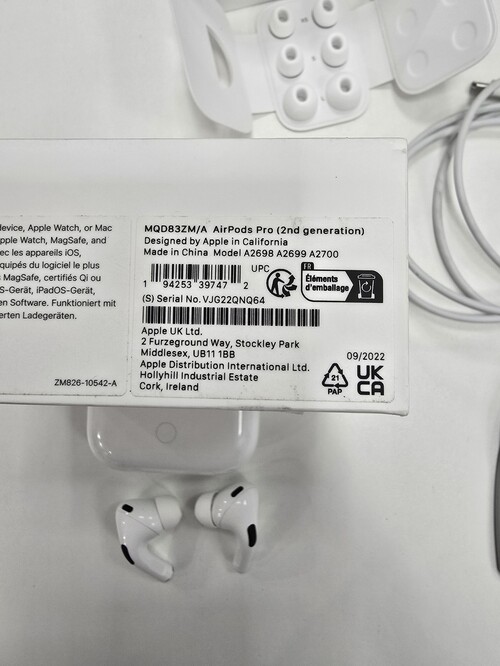 device, Apple Watch, or Mac
pple Watch, MagSafe, and
ec les appareils iOS,
quipés du logiciel le plus
s MagSafe, certifiés Qi ou
S-Gerät, iPadOS-Gerät,
en Software. Funktioniert mit
erten Ladegeräten.
ZM826-10542-A
MQD83ZM/A AirPods Pro (2nd generation)
Designed by Apple in California
Made in China Model A2698 A2699 A2700
UPC
1 94253 39747 2
FR
Éléments
d'emballage
(S) Serial No. VJG22QNQ64
Apple UK Ltd.
2 Furzeground Way, Stockley Park
Middlesex, UB11 1BB
Apple Distribution International Ltd.
Hollyhill Industrial Estate
Cork, Ireland
09/2022
21
PAP
UK
CA